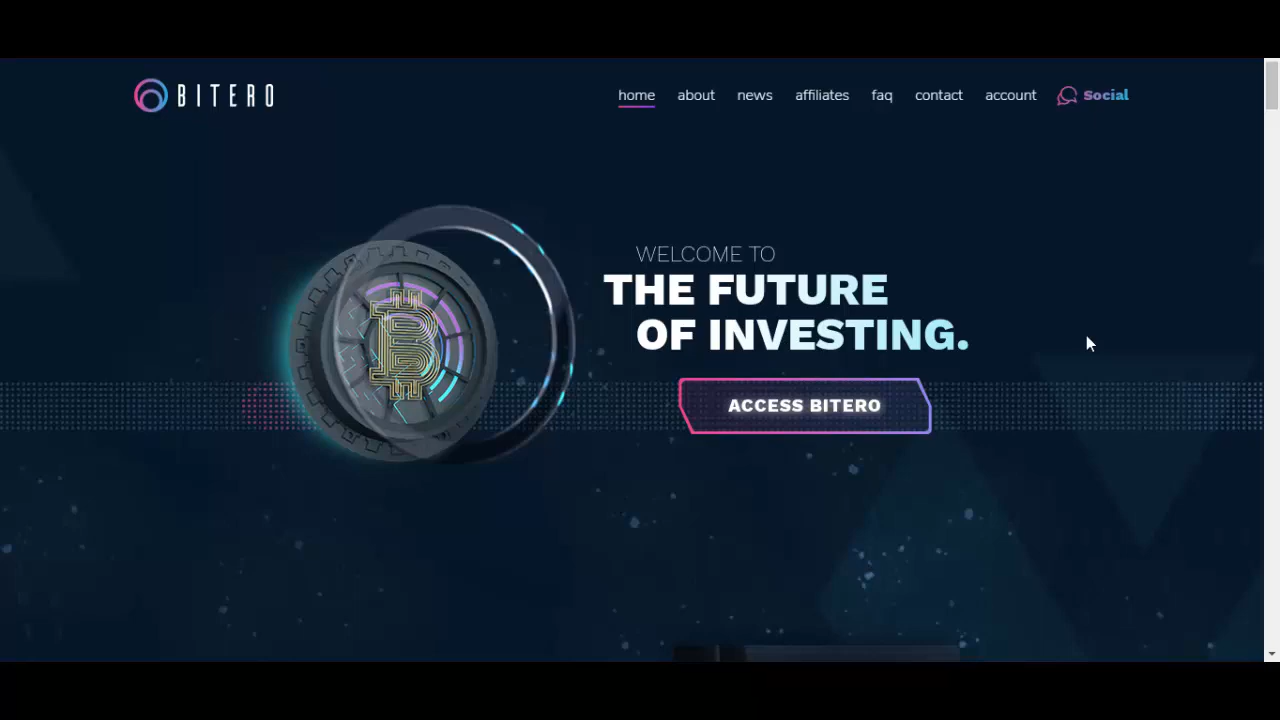 BITERO
home about news affiliates faq contact account Social
WELCOME TO
THE FUTURE
OF INVESTING.
ACCESS BITERO